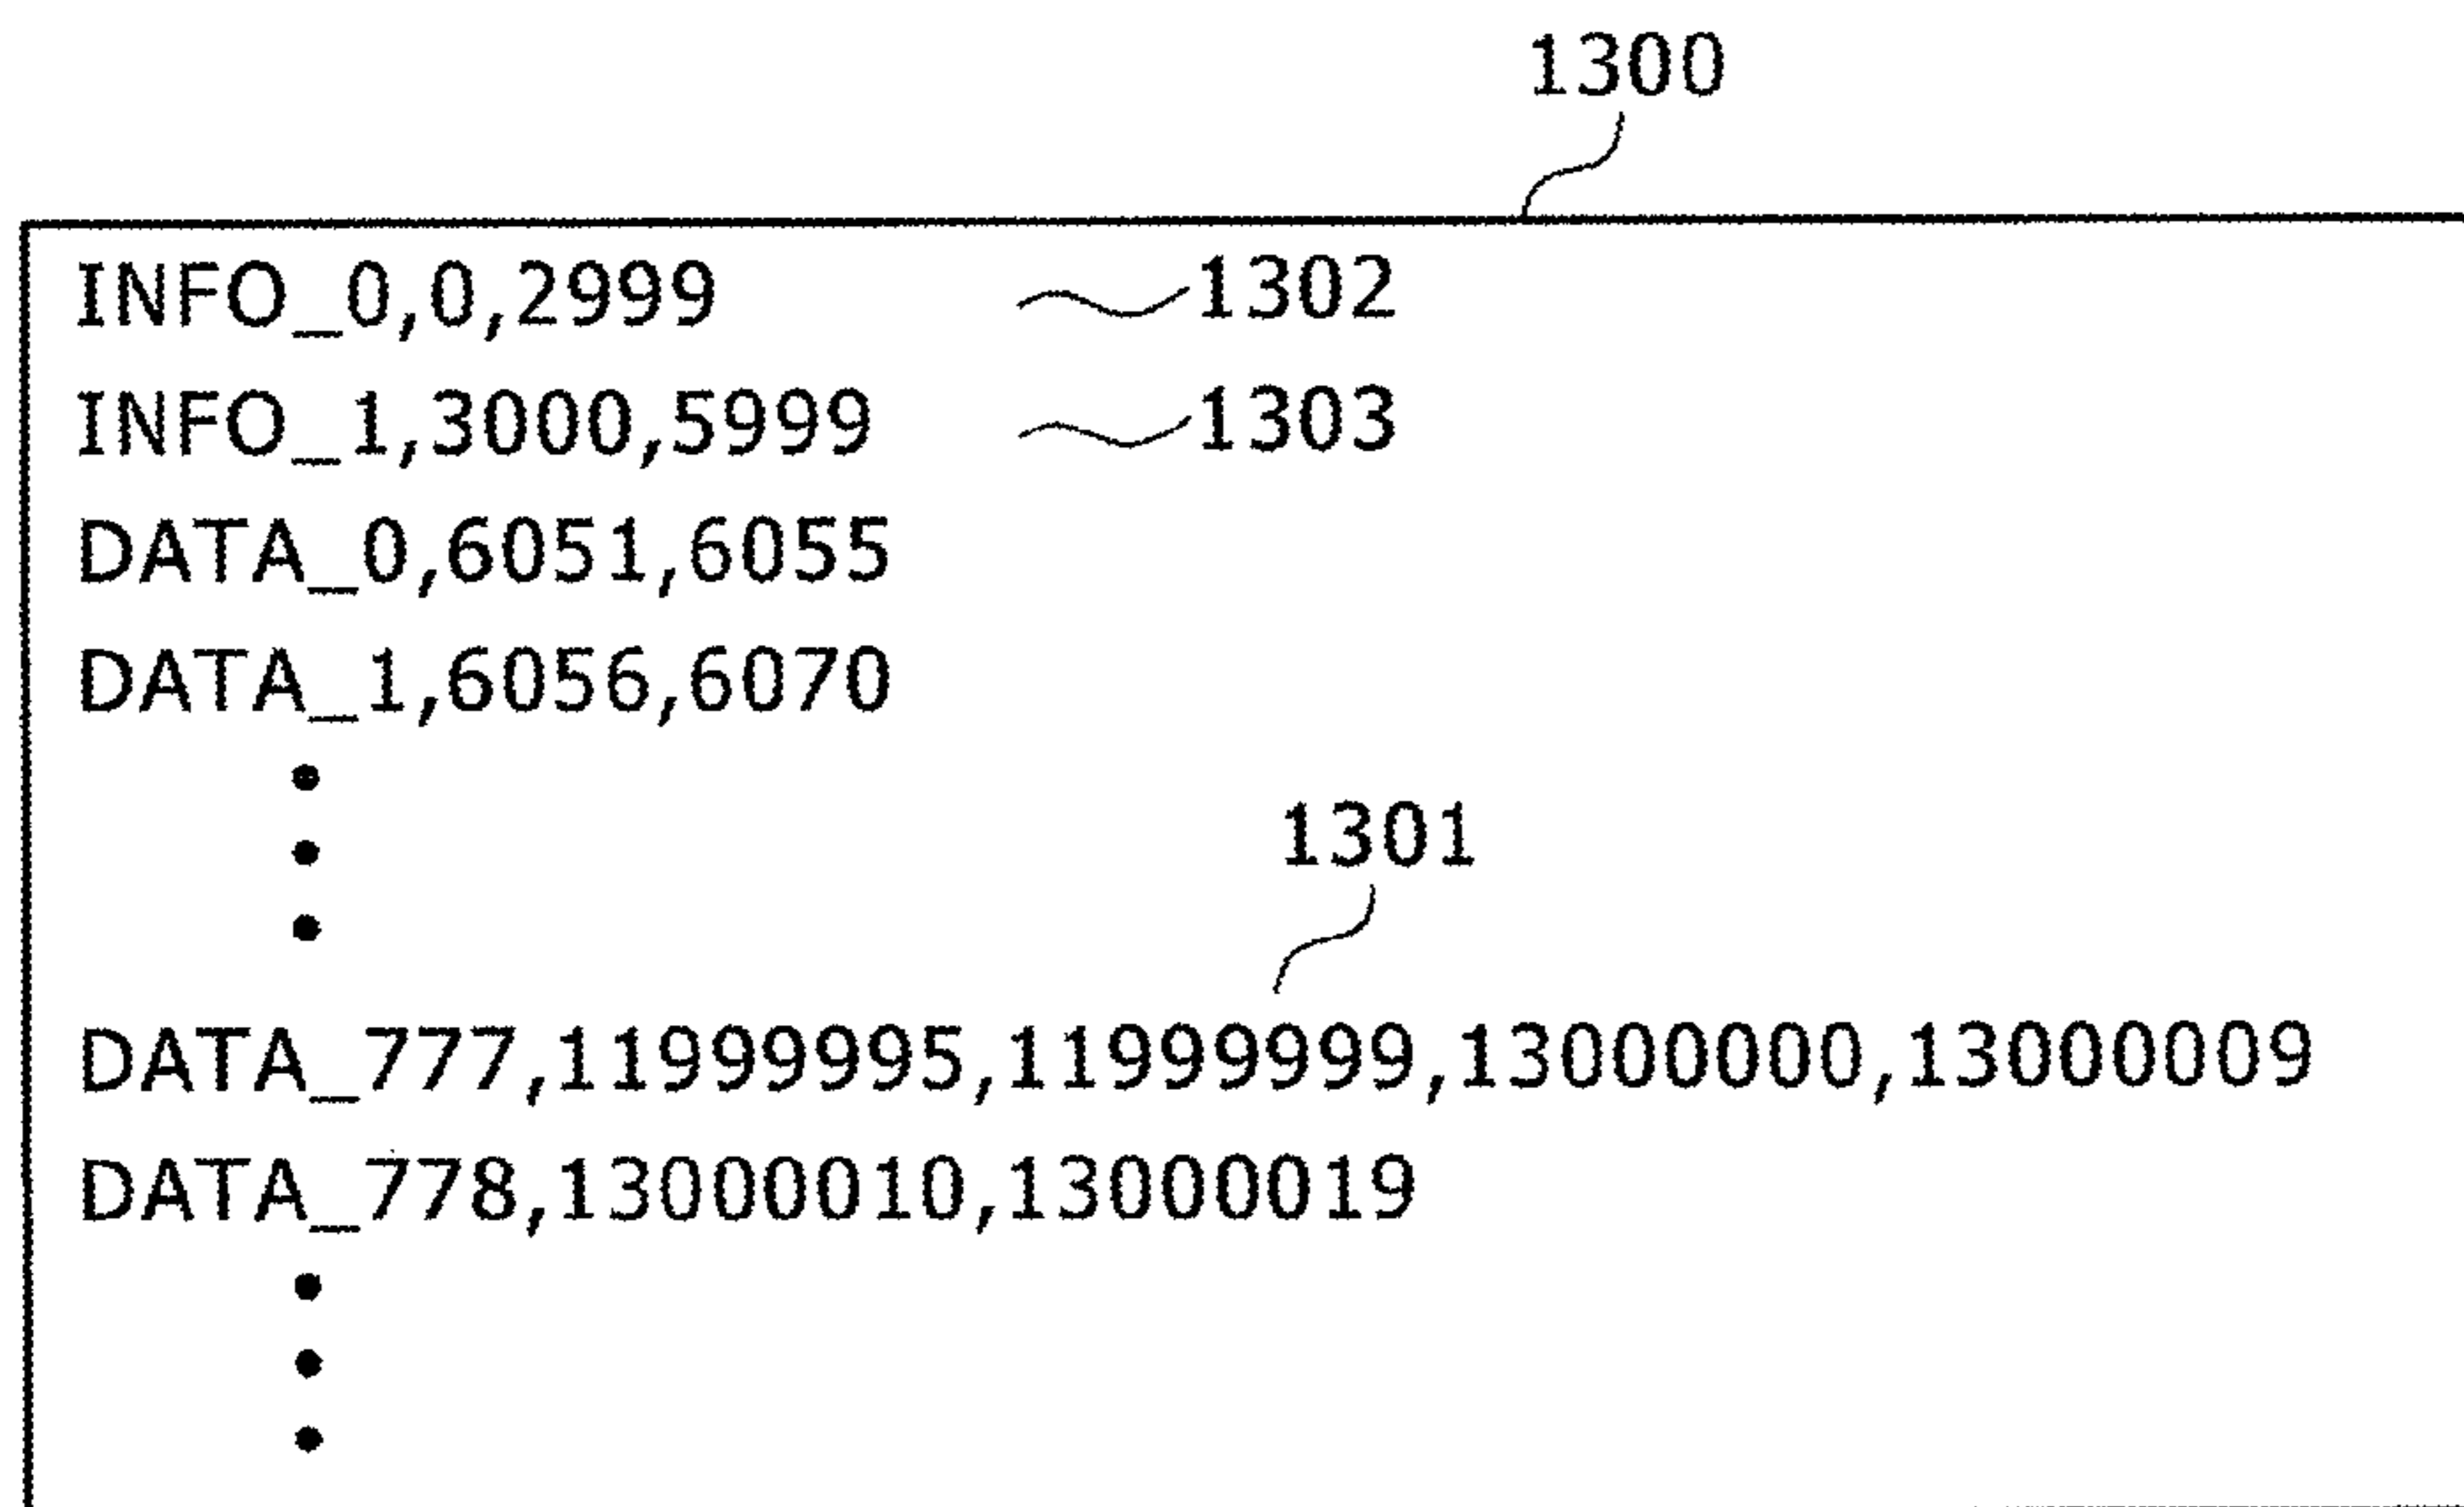 1300
INFO_0,0,2999 1302
INFO_1,3000,5999 1303
DATA_0,6051,6055
DATA_1,6056,6070
1301
DATA_777,11999995,11999999,13000000,13000009
DATA_778,13000010,13000019